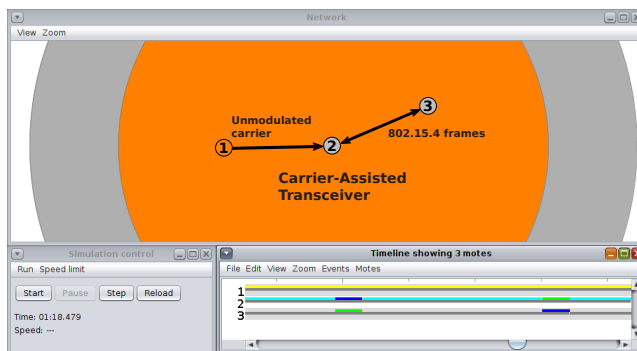 Network
View Zoom
Unmodulated
carrier
1
2
3
802.15.4 frames
Carrier-Assisted
Transceiver
Simulation control
Run Speed limit
Start Pause Step Reload
Time: 01:18.479
Speed: ---
Timeline showing 3 motes
File Edit View Zoom Events Motes
1
2
3